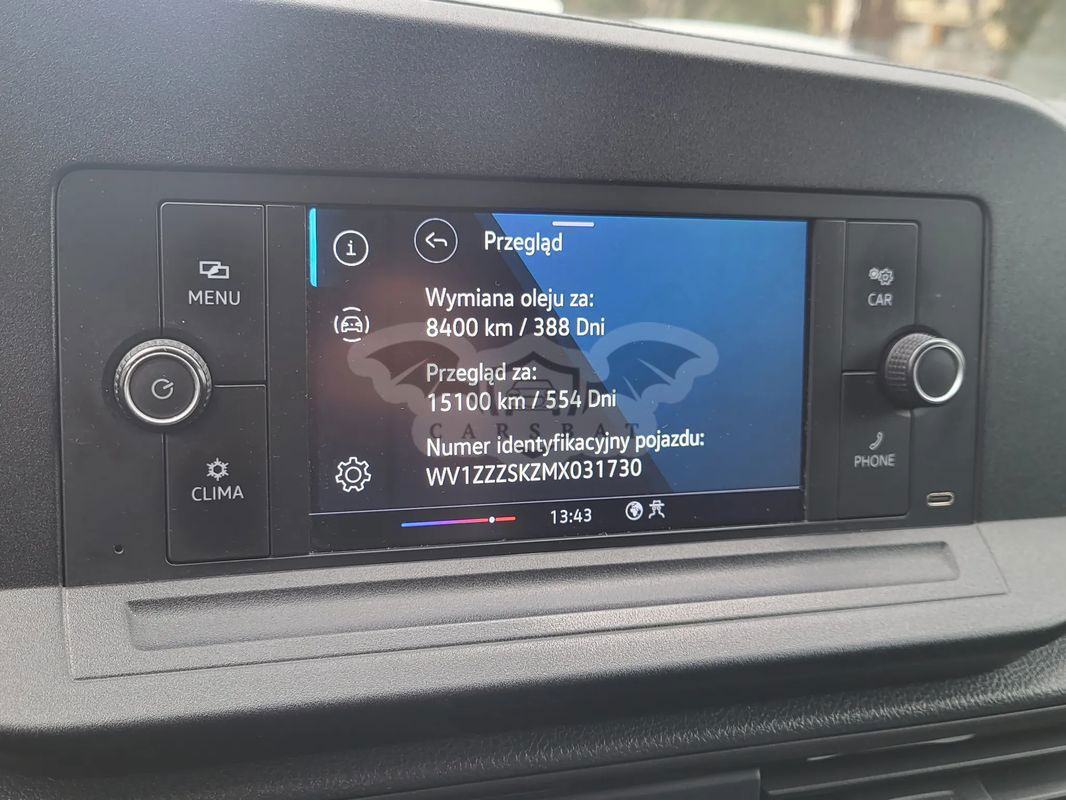 MENU
CLIMA
Przegląd
Wymiana oleju za:
8400 km / 388 Dni
Przegląd za:
15100 km / 554 Dni
CARSBAT
Numer identyfikacyjny pojazdu:
WV1ZZZSKZMX031730
13:43
CAR
PHONE